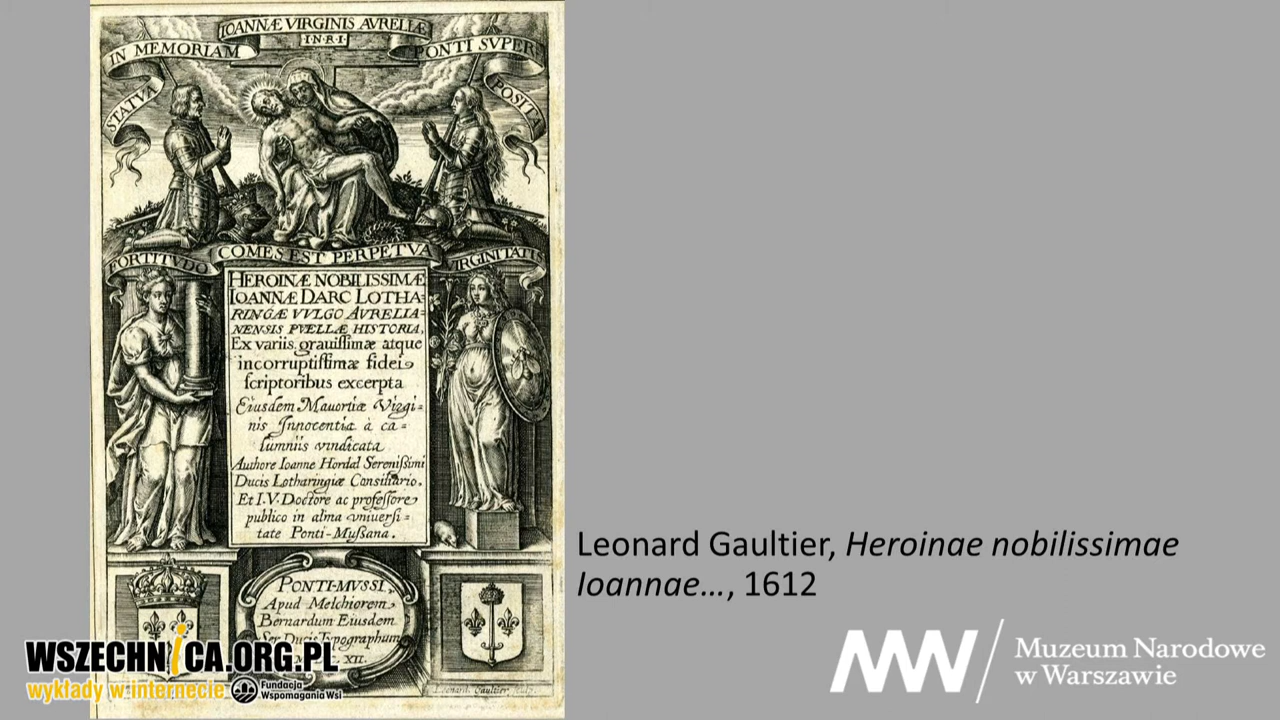 IOANNÆ VIRGINIS AVRELIÆ
I·N·R·I·
IN MEMORIAM
PONTI SVPER
STATVA
POSITA
FORTITVDO
COMES EST PERPETVA
VIRGINITATIS
HEROINÆ NOBILISSIMÆ
IOANNÆ DARC LOTHA=
RINGÆ VVLGO AVRELIA=
NENSIS PVELLÆ HISTORIA,
Ex variis grauissimæ atque
incorruptissimæ fidei
scriptoribus excerpta
Eiusdem Mauortiæ Virgi=
nis Innocentia à ca=
lumniis vindicata
Authore Ioanne Hordal Serenissimi
Ducis Lotharingiæ Consiliario,
Et I.V. Doctore ac professore
publico in alma vniuersi=
tate Ponti-Mussana.
PONTI-MVSSI,
Apud Melchiorem
Bernardum Eiusdem
Ser Ducis Typographum
XII.
Leonard Gaultier
Leonard Gaultier, Heroinae nobilissimae
Ioannae..., 1612
WSZECHNICA.ORG.PL
wykłady w internecie
Fundacja
Wspomagania Wsi
MNW
Muzeum Narodowe
w Warszawie